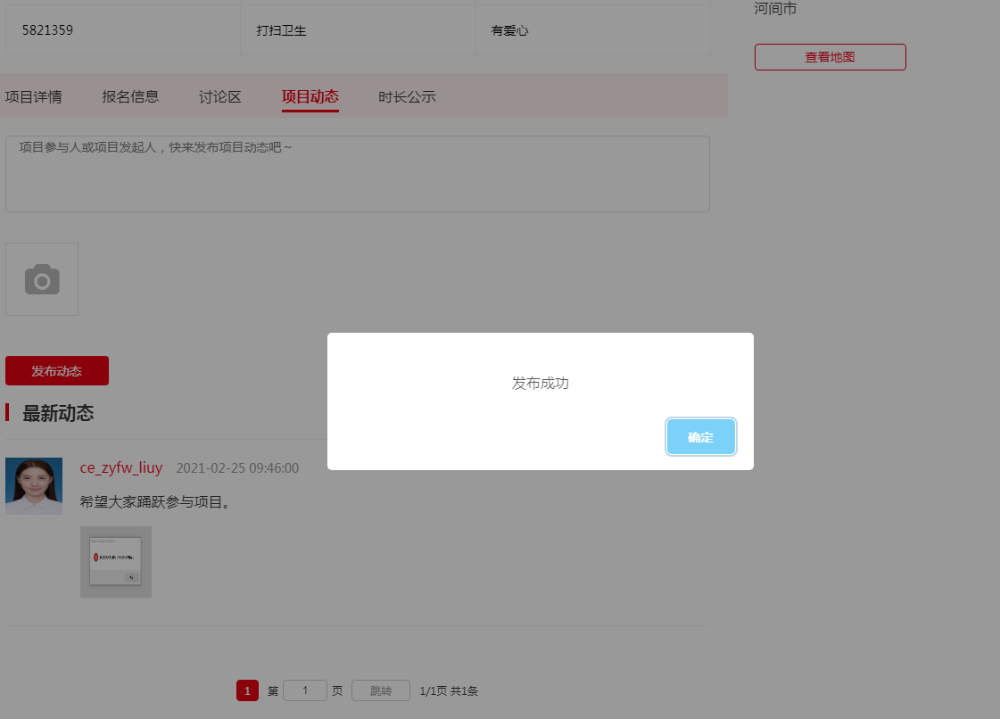 河间市
5821359 打扫卫生 有爱心
查看地图
项目详情 报名信息 讨论区 项目动态 时长公示
项目参与人或项目发起人，快来发布项目动态吧～
发布动态
发布成功
确定
最新动态
ce_zyfw_liuy 2021-02-25 09:46:00
希望大家踊跃参与项目。
1 第 1 页 跳转 1/1页 共1条